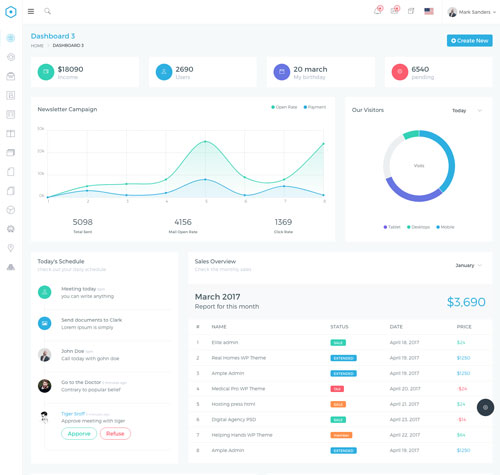 Mark Sanders
Dashboard 3
HOME DASHBOARD 3
Create New
$18090
Income
2690
Users
20 march
My birthday
6540
pending
Newsletter Campaign
Open Rate Payment
0k
1 2 3 4 5 6 7 8
5098
Total Sent
4156
Mail Open Rate
1369
Click Rate
Our Visitors
Today
Visits
Tablet Desktops Mobile
Today's Schedule
Check out your daily schedule
Meeting today
you can write anything
Send documents to Clark
Lorem Ipsum is simply
John Doe
Call today with gohn doe
Go to the Doctor
Contrary to popular belief
Tiger Sroff
Approve meeting with tiger
Approve Refuse
Sales Overview
Check the monthly sales
January
March 2017
Report for this month
$3,690
# NAME STATUS DATE PRICE
1 Elite admin SALE April 18, 2017 $24
2 Real Homes WP Theme EXTENDED April 19, 2017 $1250
3 Ample Admin EXTENDED April 19, 2017 $1250
4 Medical Pro WP Theme TAX April 20, 2017 -$24
5 Hosting press html SALE April 21, 2017 $24
6 Digital Agency PSD SALE April 23, 2017 -$14
7 Helping Hands WP Theme April 22, 2017 $64
8 Ample Admin EXTENDED April 19, 2017 $1250